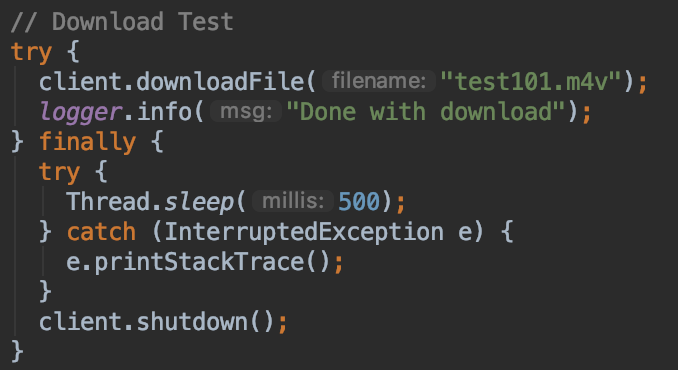 // Download Test
try {
client.downloadFile( filename: "test101.m4v");
logger.info( msg: "Done with download");
} finally {
try {
Thread.sleep( millis: 500);
} catch (InterruptedException e) {
e.printStackTrace();
}
client.shutdown();
}